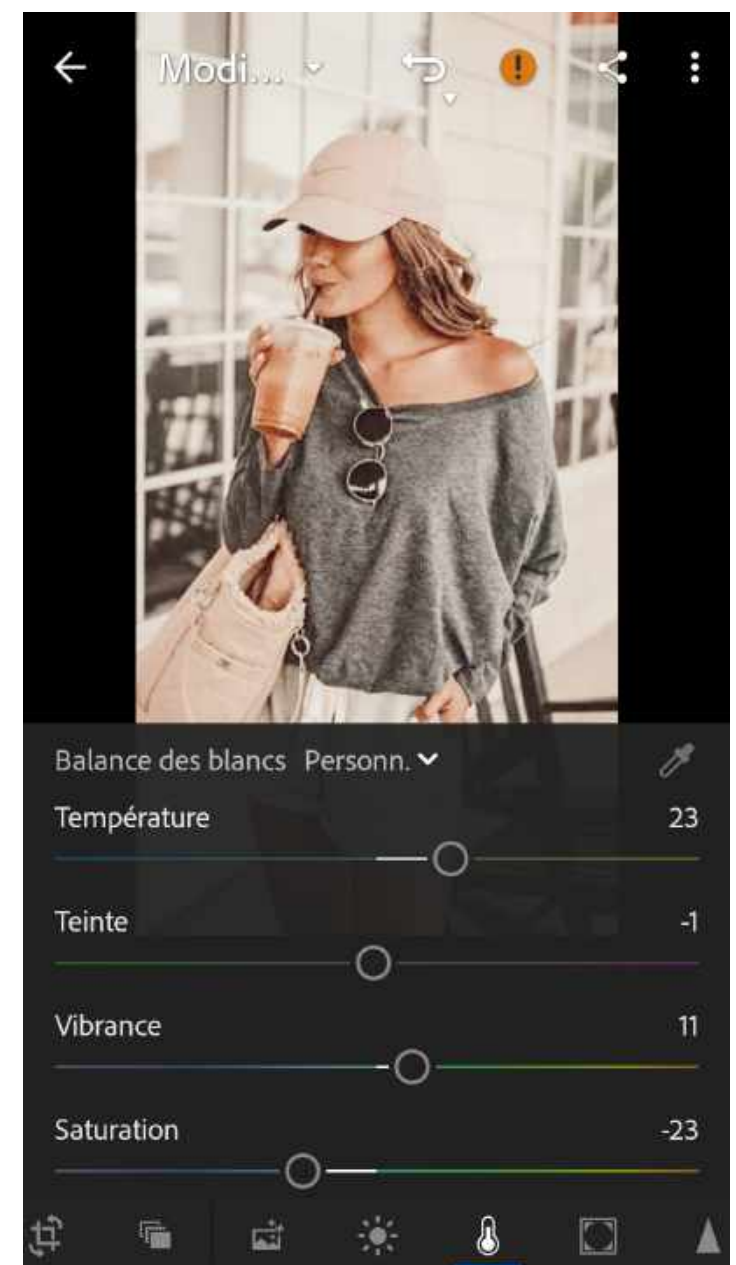 Modi...
Balance des blancs Personn.
Température 23
Teinte -1
Vibrance 11
Saturation -23